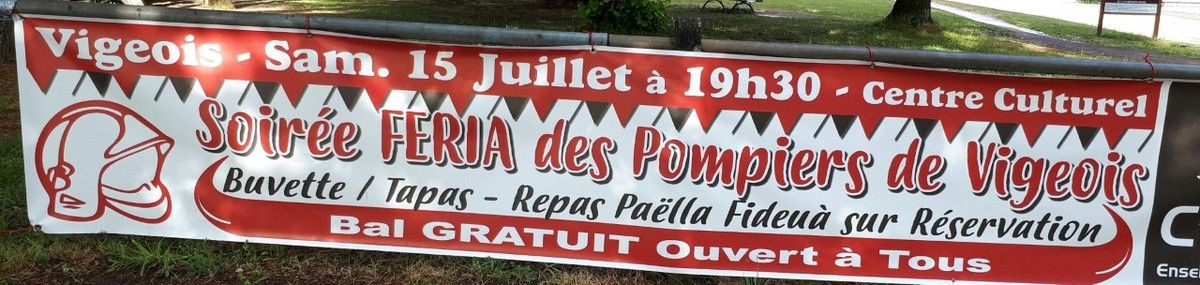 Vigeois - Sam. 15 Juillet à 19h30 - Centre Culturel
Soirée FERIA des Pompiers de Vigeois
Buvette / Tapas - Repas Paëlla Fideuà sur Réservation
Bal GRATUIT Ouvert à Tous